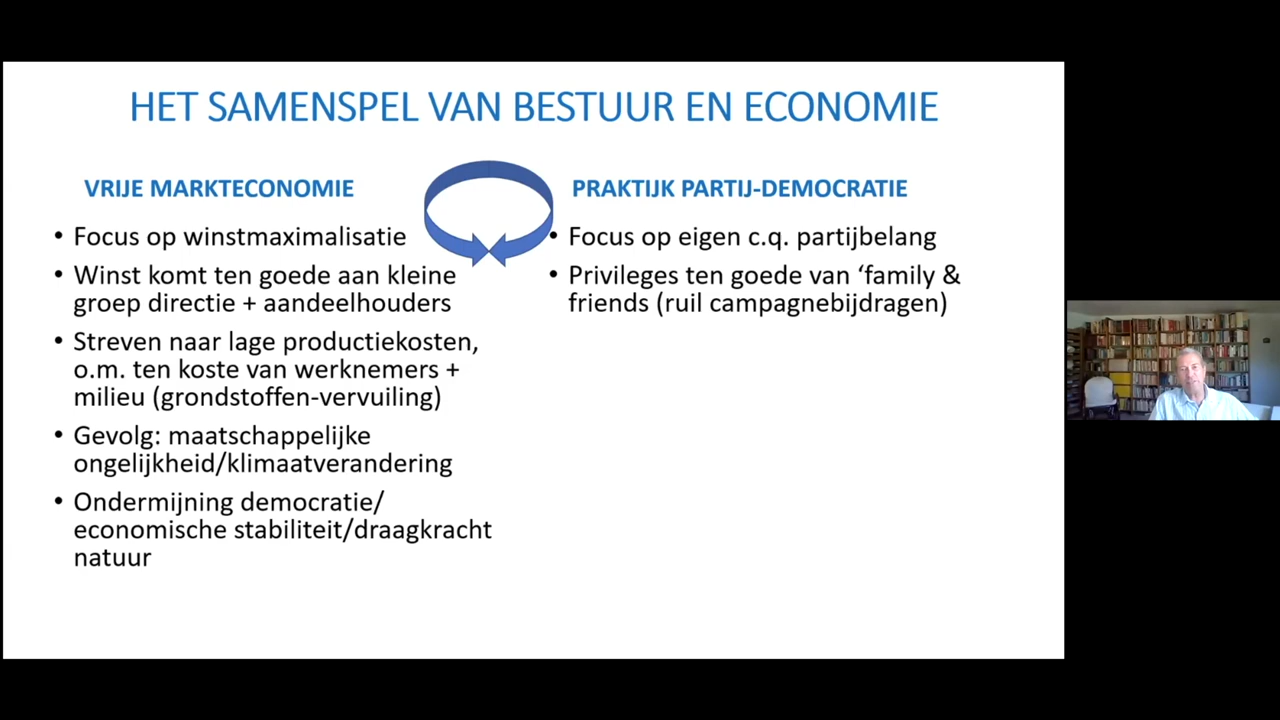 HET SAMENSPEL VAN BESTUUR EN ECONOMIE
VRIJE MARKTECONOMIE
• Focus op winstmaximalisatie
• Winst komt ten goede aan kleine
groep directie + aandeelhouders
• Streven naar lage productiekosten,
o.m. ten koste van werknemers +
milieu (grondstoffen-vervuiling)
• Gevolg: maatschappelijke
ongelijkheid/klimaatverandering
• Ondermijning democratie/
economische stabiliteit/draagkracht
natuur
PRAKTIJK PARTIJ-DEMOCRATIE
• Focus op eigen c.q. partijbelang
• Privileges ten goede van ‘family &
friends (ruil campagnebijdragen)